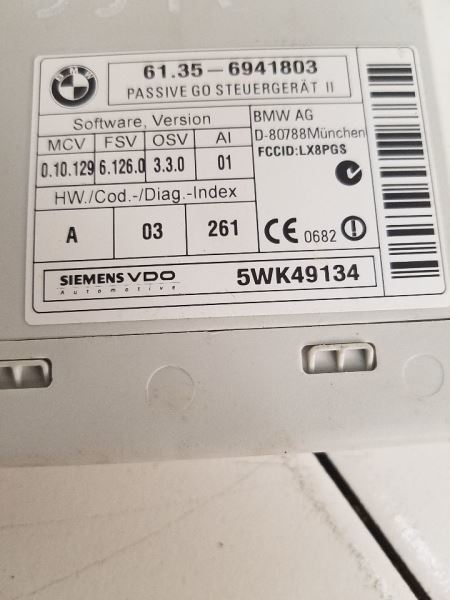 BMW
61.35-6941803
PASSIVE GO STEUERGERÄT II
Software, Version
MCV FSV OSV AI
0.10.129 6.126.0 3.3.0 01
HW./Cod.-/Diag.-Index
A 03 261
BMW AG
D-80788München
FCCID:LX8PGS
CE 0682
SIEMENS VDO
Automotive
5WK49134